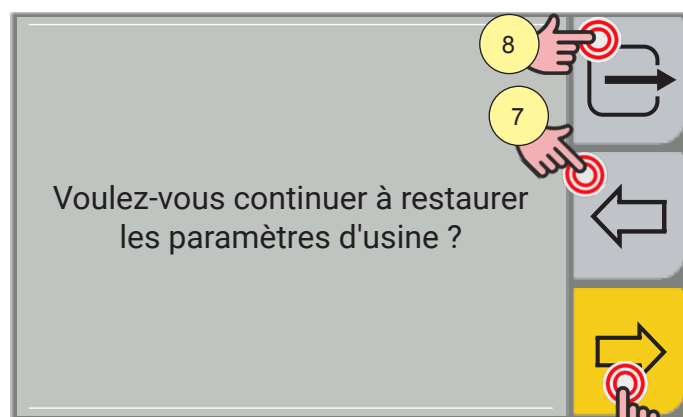 8
7
Voulez-vous continuer à restaurer
les paramètres d'usine ?